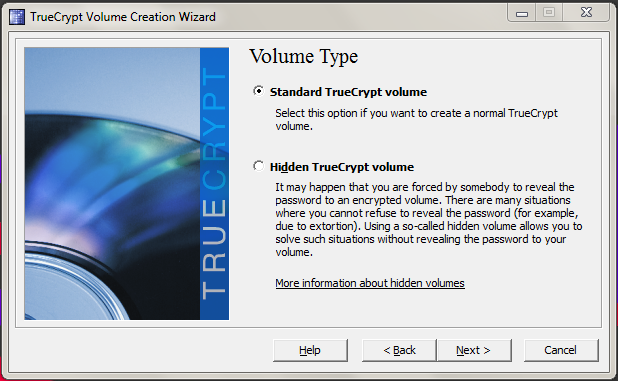 TrueCrypt Volume Creation Wizard
TRUECRYPT
Volume Type
Standard TrueCrypt volume
Select this option if you want to create a normal TrueCrypt
volume.
Hidden TrueCrypt volume
It may happen that you are forced by somebody to reveal the
password to an encrypted volume. There are many situations
where you cannot refuse to reveal the password (for example,
due to extortion). Using a so-called hidden volume allows you to
solve such situations without revealing the password to your
volume.
More information about hidden volumes
Help
< Back
Next >
Cancel